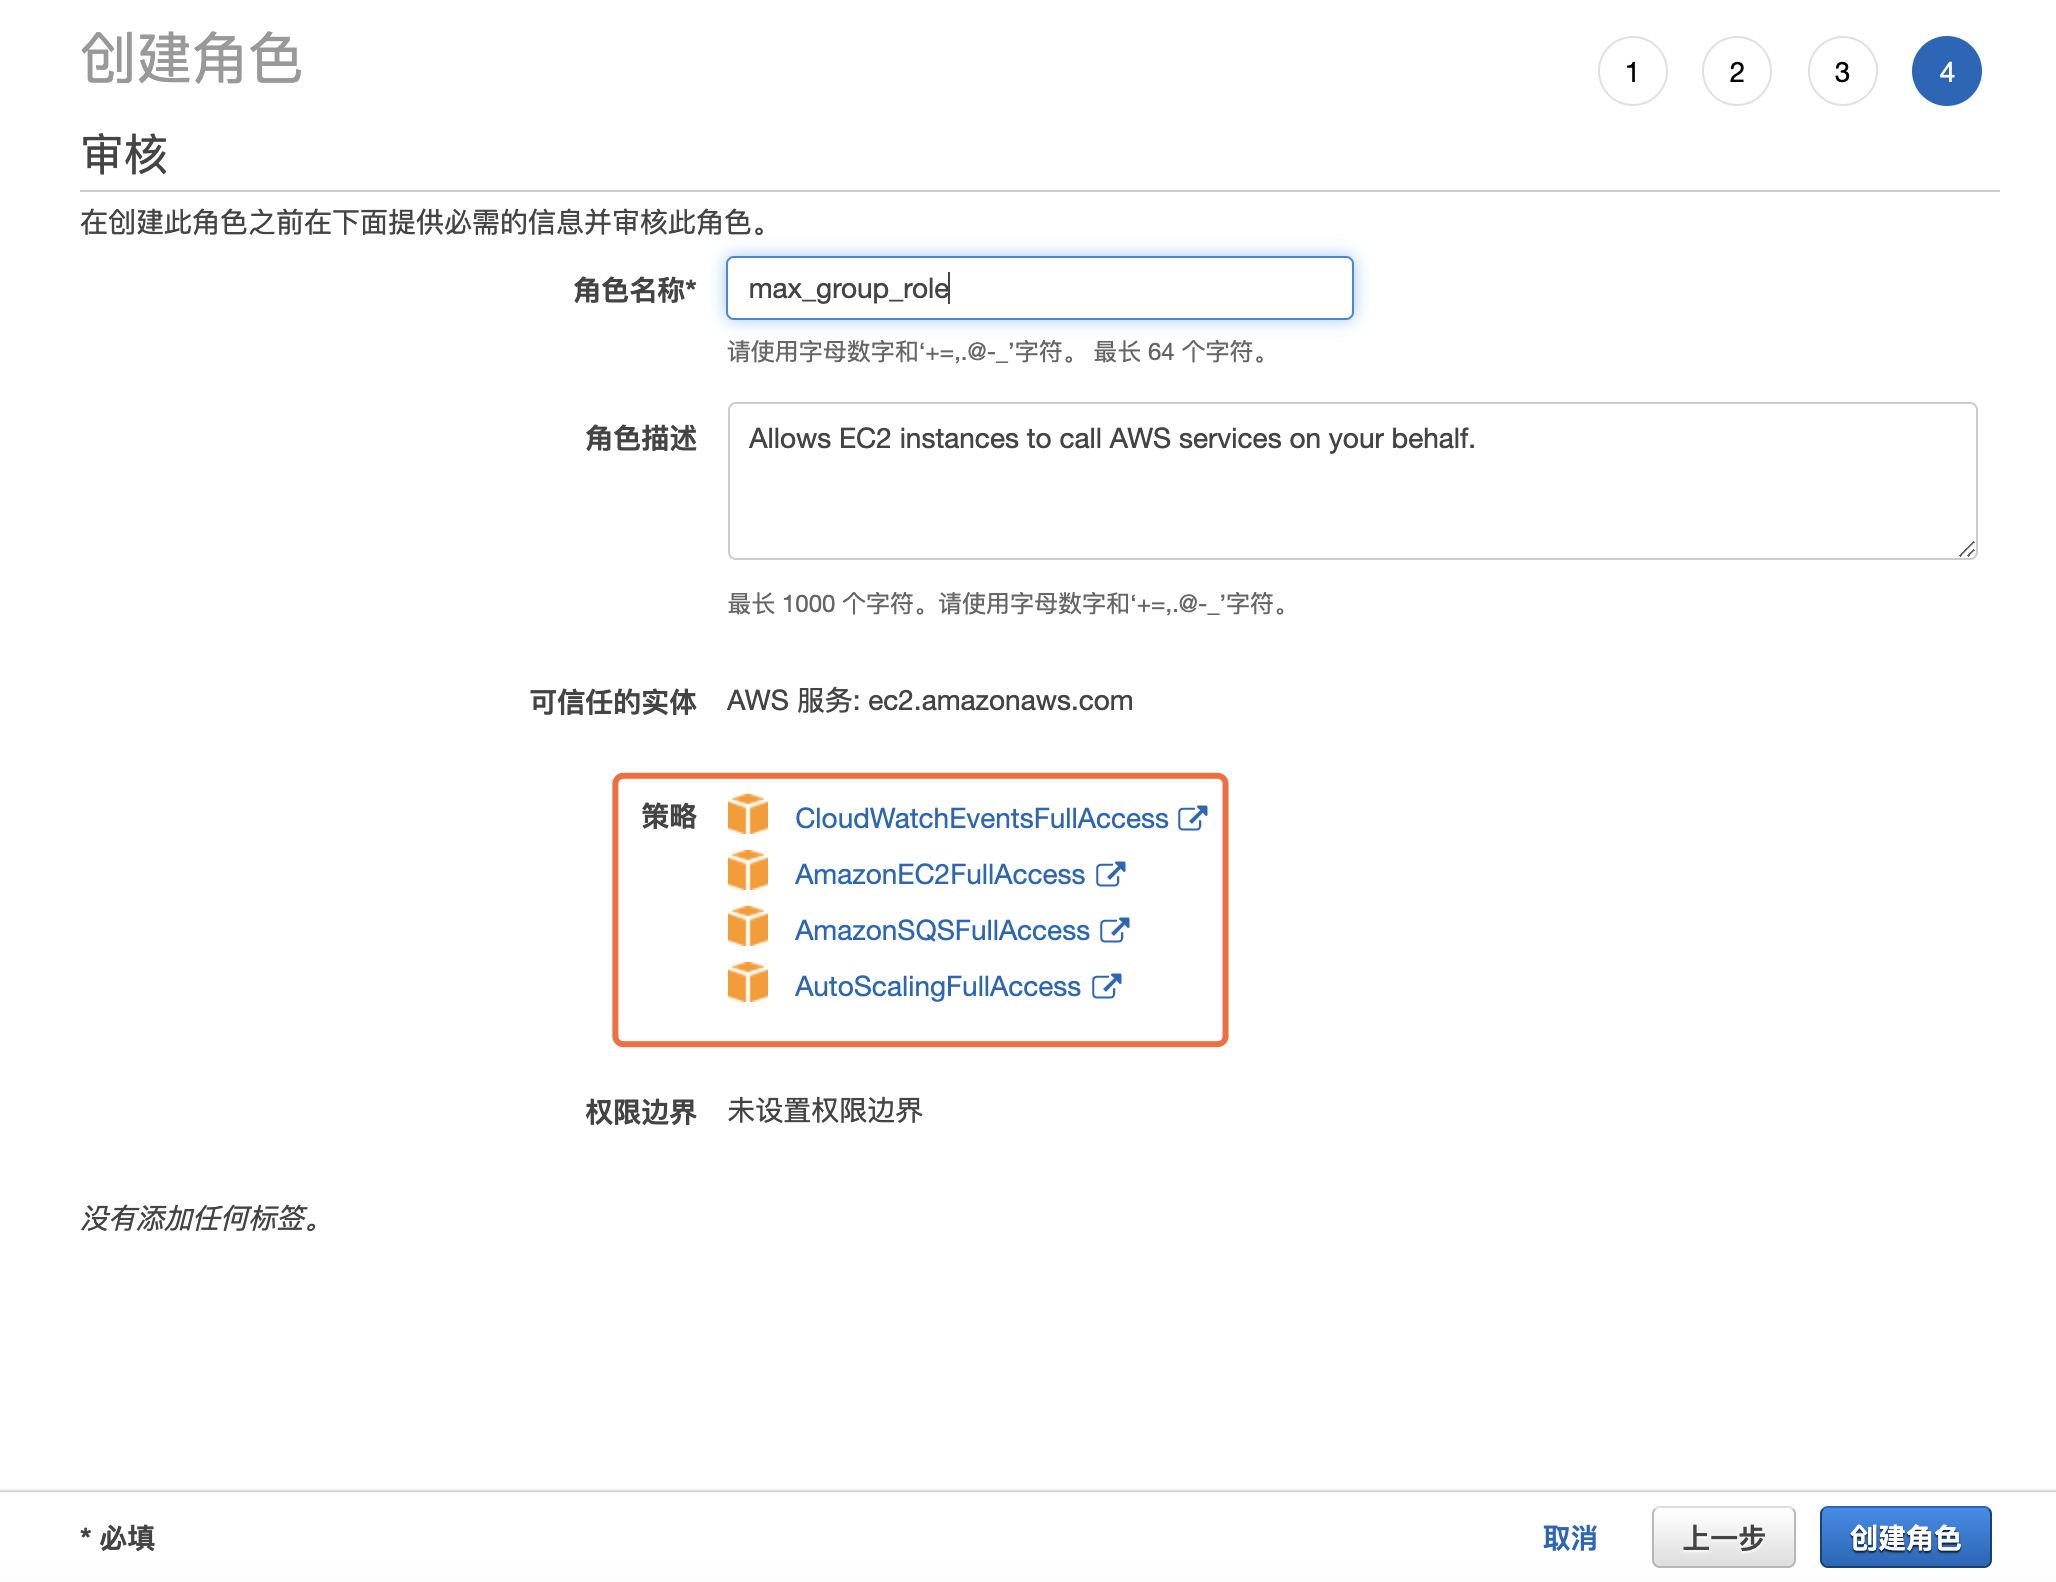 创建角色
1 2 3 4
审核
在创建此角色之前在下面提供必需的信息并审核此角色。
角色名称* max_group_role
请使用字母数字和‘+=,.@-_’字符。 最长 64 个字符。
角色描述 Allows EC2 instances to call AWS services on your behalf.
最长 1000 个字符。请使用字母数字和‘+=,.@-_’字符。
可信任的实体 AWS 服务: ec2.amazonaws.com
策略 CloudWatchEventsFullAccess
AmazonEC2FullAccess
AmazonSQSFullAccess
AutoScalingFullAccess
权限边界 未设置权限边界
没有添加任何标签。
* 必填 取消 上一步 创建角色